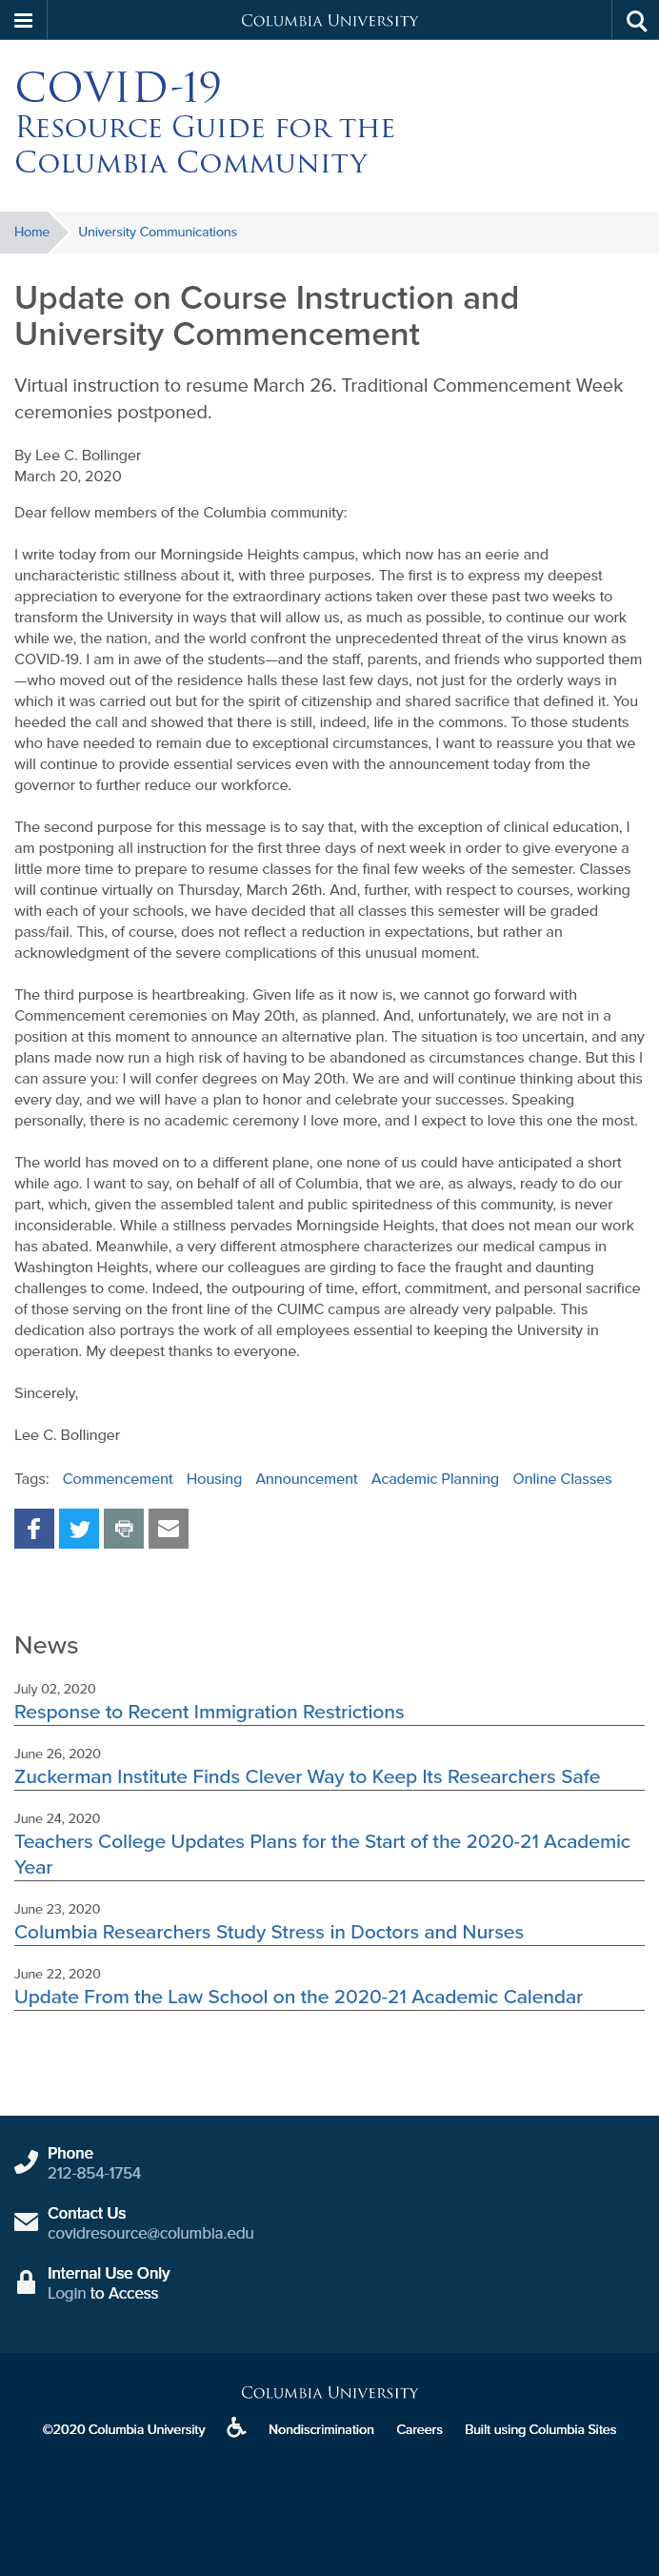 Columbia University
COVID-19
Resource Guide for the
Columbia Community
Home University Communications
Update on Course Instruction and
University Commencement
Virtual instruction to resume March 26. Traditional Commencement Week
ceremonies postponed.
By Lee C. Bollinger
March 20, 2020
Dear fellow members of the Columbia community:
I write today from our Morningside Heights campus, which now has an eerie and
uncharacteristic stillness about it, with three purposes. The first is to express my deepest
appreciation to everyone for the extraordinary actions taken over these past two weeks to
transform the University in ways that will allow us, as much as possible, to continue our work
while we, the nation, and the world confront the unprecedented threat of the virus known as
COVID-19. I am in awe of the students—and the staff, parents, and friends who supported them
—who moved out of the residence halls these last few days, not just for the orderly ways in
which it was carried out but for the spirit of citizenship and shared sacrifice that defined it. You
heeded the call and showed that there is still, indeed, life in the commons. To those students
who have needed to remain due to exceptional circumstances, I want to reassure you that we
will continue to provide essential services even with the announcement today from the
governor to further reduce our workforce.
The second purpose for this message is to say that, with the exception of clinical education, I
am postponing all instruction for the first three days of next week in order to give everyone a
little more time to prepare to resume classes for the final few weeks of the semester. Classes
will continue virtually on Thursday, March 26th. And, further, with respect to courses, working
with each of your schools, we have decided that all classes this semester will be graded
pass/fail. This, of course, does not reflect a reduction in expectations, but rather an
acknowledgment of the severe complications of this unusual moment.
The third purpose is heartbreaking. Given life as it now is, we cannot go forward with
Commencement ceremonies on May 20th, as planned. And, unfortunately, we are not in a
position at this moment to announce an alternative plan. The situation is too uncertain, and any
plans made now run a high risk of having to be abandoned as circumstances change. But this I
can assure you: I will confer degrees on May 20th. We are and will continue thinking about this
every day, and we will have a plan to honor and celebrate your successes. Speaking
personally, there is no academic ceremony I love more, and I expect to love this one the most.
The world has moved on to a different plane, one none of us could have anticipated a short
while ago. I want to say, on behalf of all of Columbia, that we are, as always, ready to do our
part, which, given the assembled talent and public spiritedness of this community, is never
inconsiderable. While a stillness pervades Morningside Heights, that does not mean our work
has abated. Meanwhile, a very different atmosphere characterizes our medical campus in
Washington Heights, where our colleagues are girding to face the fraught and daunting
challenges to come. Indeed, the outpouring of time, effort, commitment, and personal sacrifice
of those serving on the front line of the CUIMC campus are already very palpable. This
dedication also portrays the work of all employees essential to keeping the University in
operation. My deepest thanks to everyone.
Sincerely,
Lee C. Bollinger
Tags: Commencement Housing Announcement Academic Planning Online Classes
News
July 02, 2020
Response to Recent Immigration Restrictions
June 26, 2020
Zuckerman Institute Finds Clever Way to Keep Its Researchers Safe
June 24, 2020
Teachers College Updates Plans for the Start of the 2020-21 Academic
Year
June 23, 2020
Columbia Researchers Study Stress in Doctors and Nurses
June 22, 2020
Update From the Law School on the 2020-21 Academic Calendar
Phone
212-854-1754
Contact Us
covidresource@columbia.edu
Internal Use Only
Login to Access
Columbia University
©2020 Columbia University Nondiscrimination Careers Built using Columbia Sites